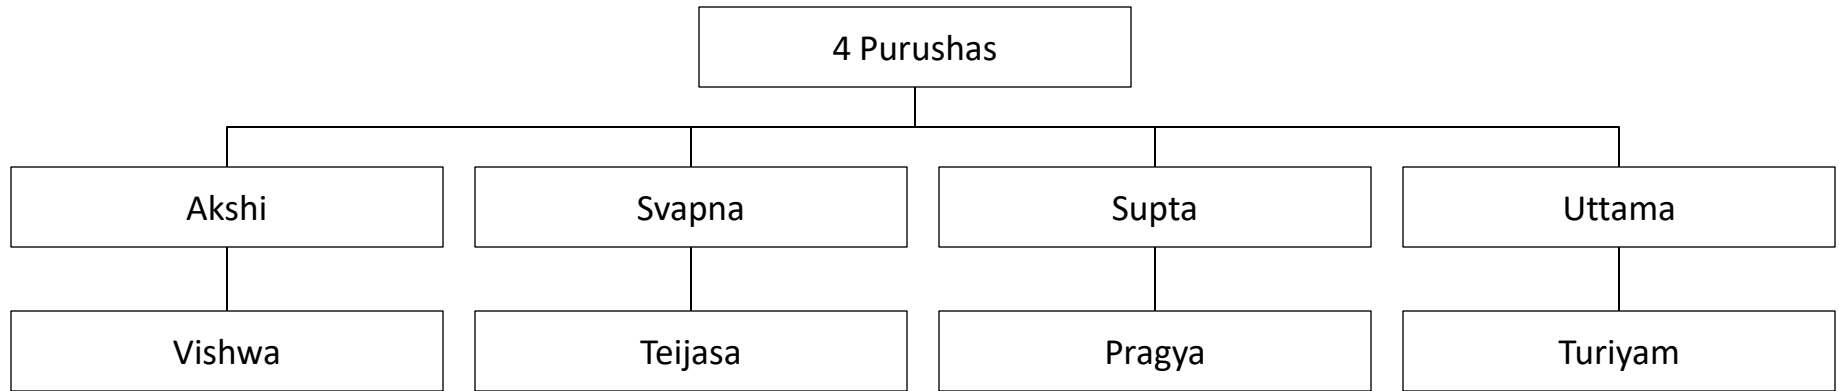 4 Purushas
Akshi
Svapna
Supta
Uttama
Vishwa
Teijasa
Pragya
Turiyam